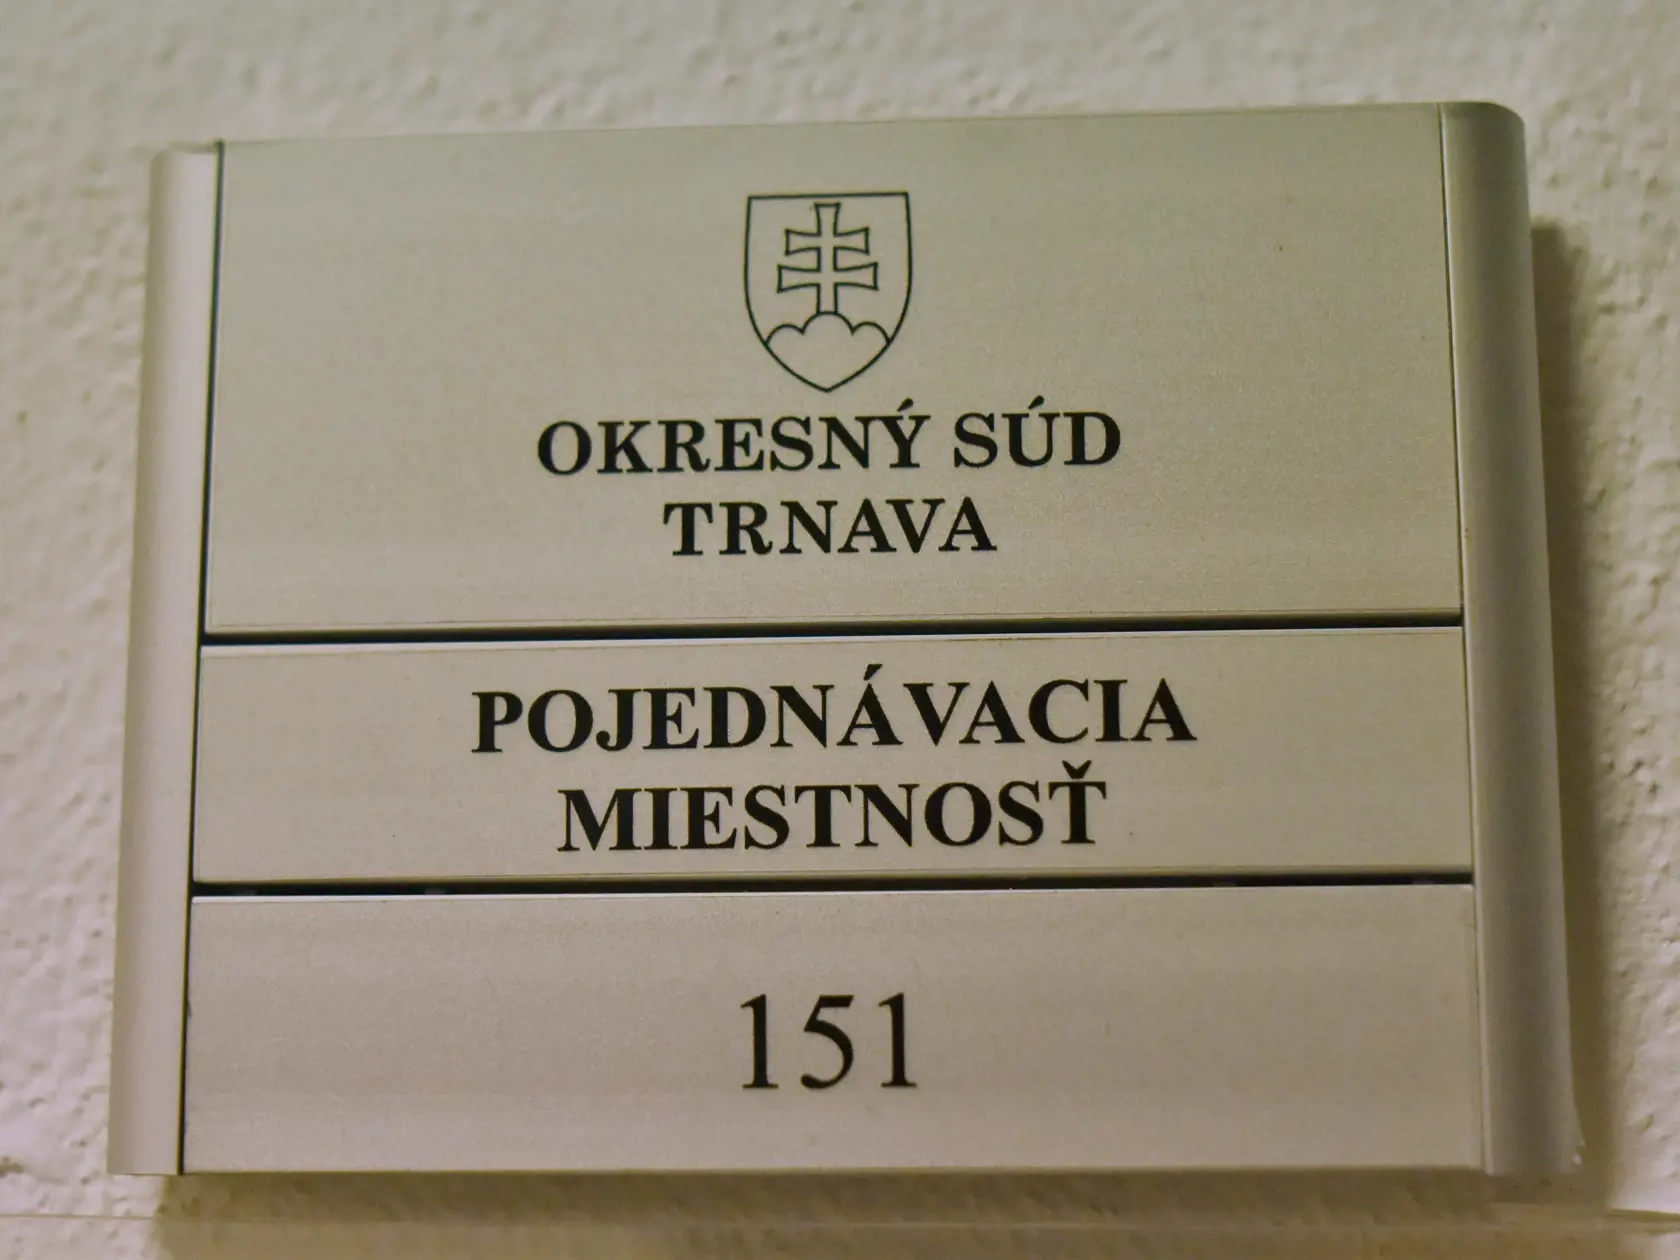 OKRESNÝ SÚD
TRNAVA
POJEDNÁVACIA
MIESTNOSŤ
151